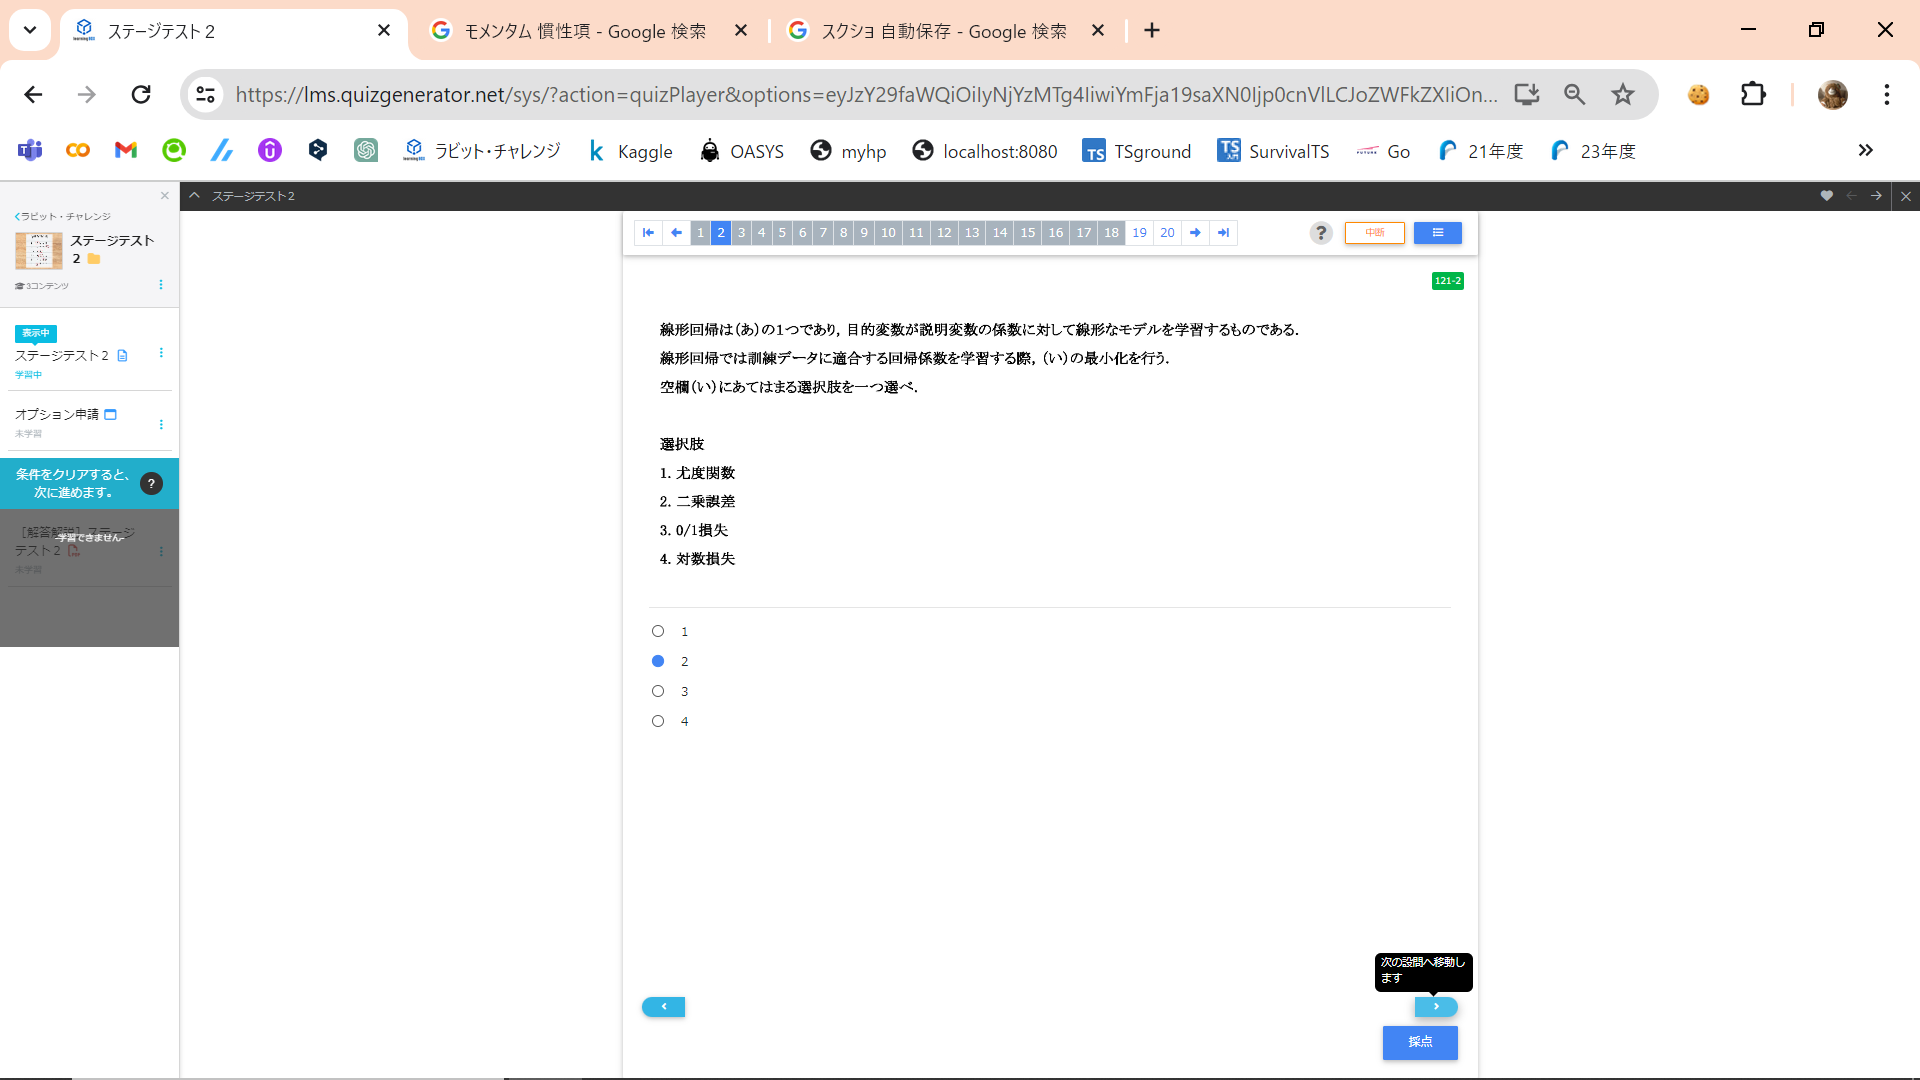 ステージテスト２
モメンタム 慣性項 - Google 検索
スクショ 自動保存 - Google 検索
https://lms.quizgenerator.net/sys/?action=quizPlayer&options=eyJzY29faWQiOiIyNjYzMTg4IiwiYmFja19saXN0Ijp0cnVlLCJoZWFkZXIiOn...
ラビット・チャレンジ
Kaggle
OASYS
myhp
localhost:8080
TSground
SurvivalTS
Go
21年度
23年度
ラビット・チャレンジ
ステージテスト
２
3コンテンツ
表示中
ステージテスト２
学習中
オプション申請
未学習
条件をクリアすると、
次に進めます。
?
［解答解説］ステージ
-学習できません-
テスト２
未学習
ステージテスト２
1 2 3 4 5 6 7 8 9 10 11 12 13 14 15 16 17 18 19 20
?
中断
121-2
線形回帰は（あ）の１つであり，目的変数が説明変数の係数に対して線形なモデルを学習するものである．
線形回帰では訓練データに適合する回帰係数を学習する際，（い）の最小化を行う．
空欄（い）にあてはまる選択肢を一つ選べ．
選択肢
1. 尤度関数
2. 二乗誤差
3. 0/1損失
4. 対数損失
1
2
3
4
次の設問へ移動し
ます
採点